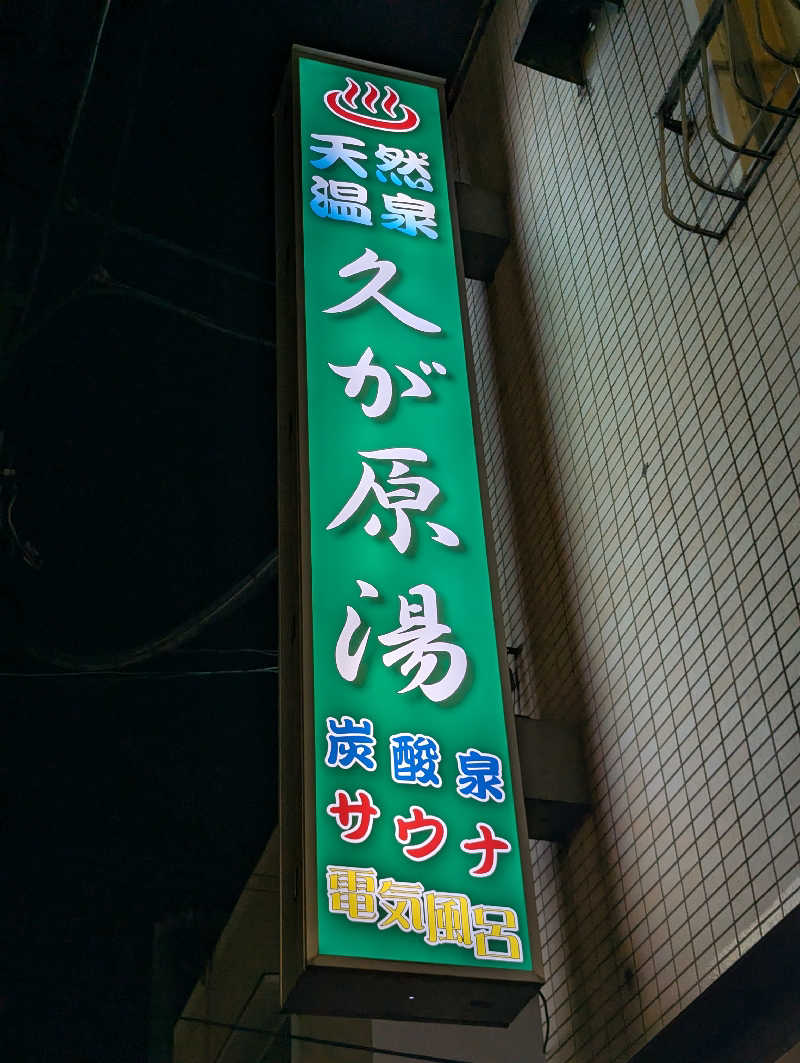 天然
温泉
久が原湯
炭酸泉
サウナ
電気風呂